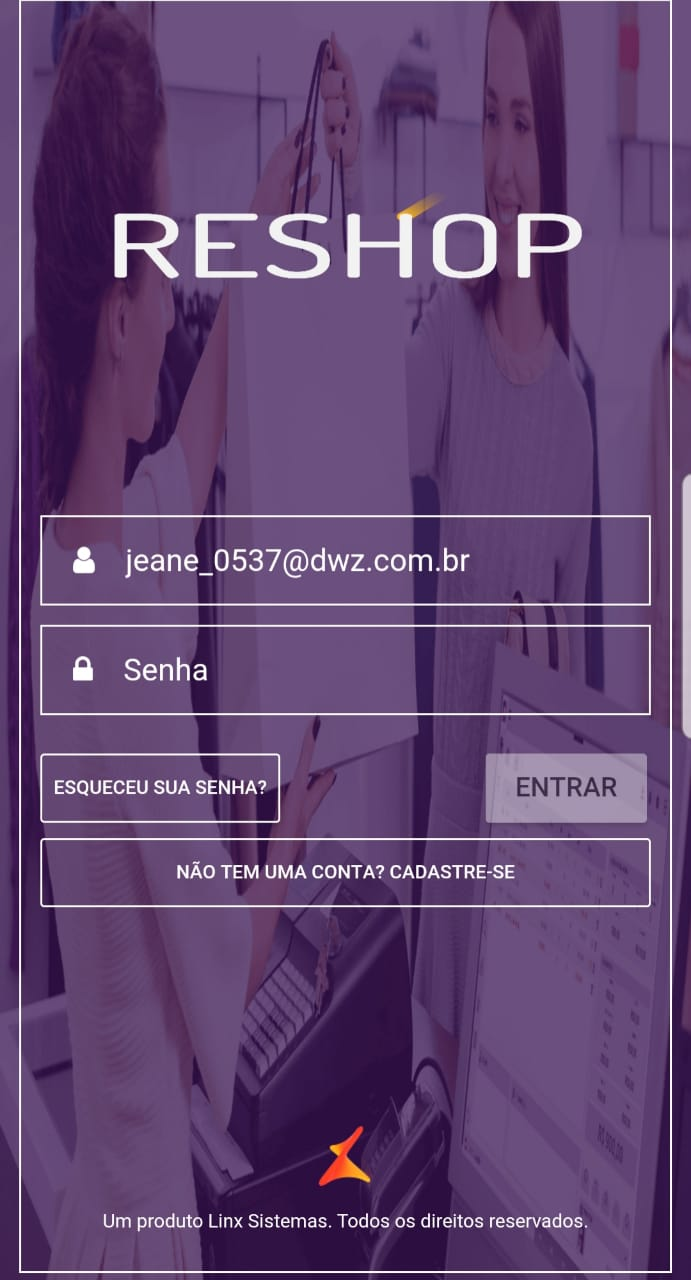 RESHOP
jeane_0537@dwz.com.br
Senha
ESQUECEU SUA SENHA?
ENTRAR
NÃO TEM UMA CONTA? CADASTRE-SE
Um produto Linx Sistemas. Todos os direitos reservados.